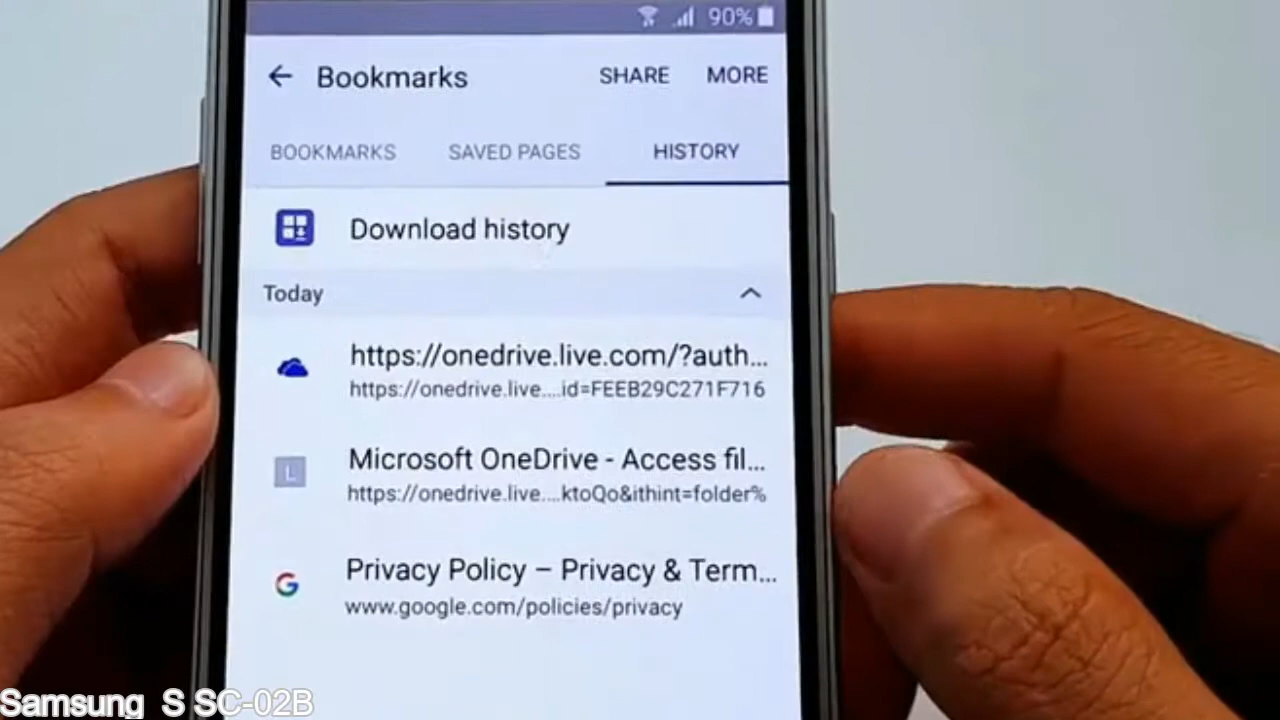 90%
Bookmarks SHARE MORE
BOOKMARKS SAVED PAGES HISTORY
Download history
Today
https://onedrive.live.com/?auth...
https://onedrive.live....id=FEEB29C271F716
L
Microsoft OneDrive - Access fil...
https://onedrive.live....ktoQo&ithint=folder%
G
Privacy Policy – Privacy & Term...
www.google.com/policies/privacy
Samsung S SC-02B